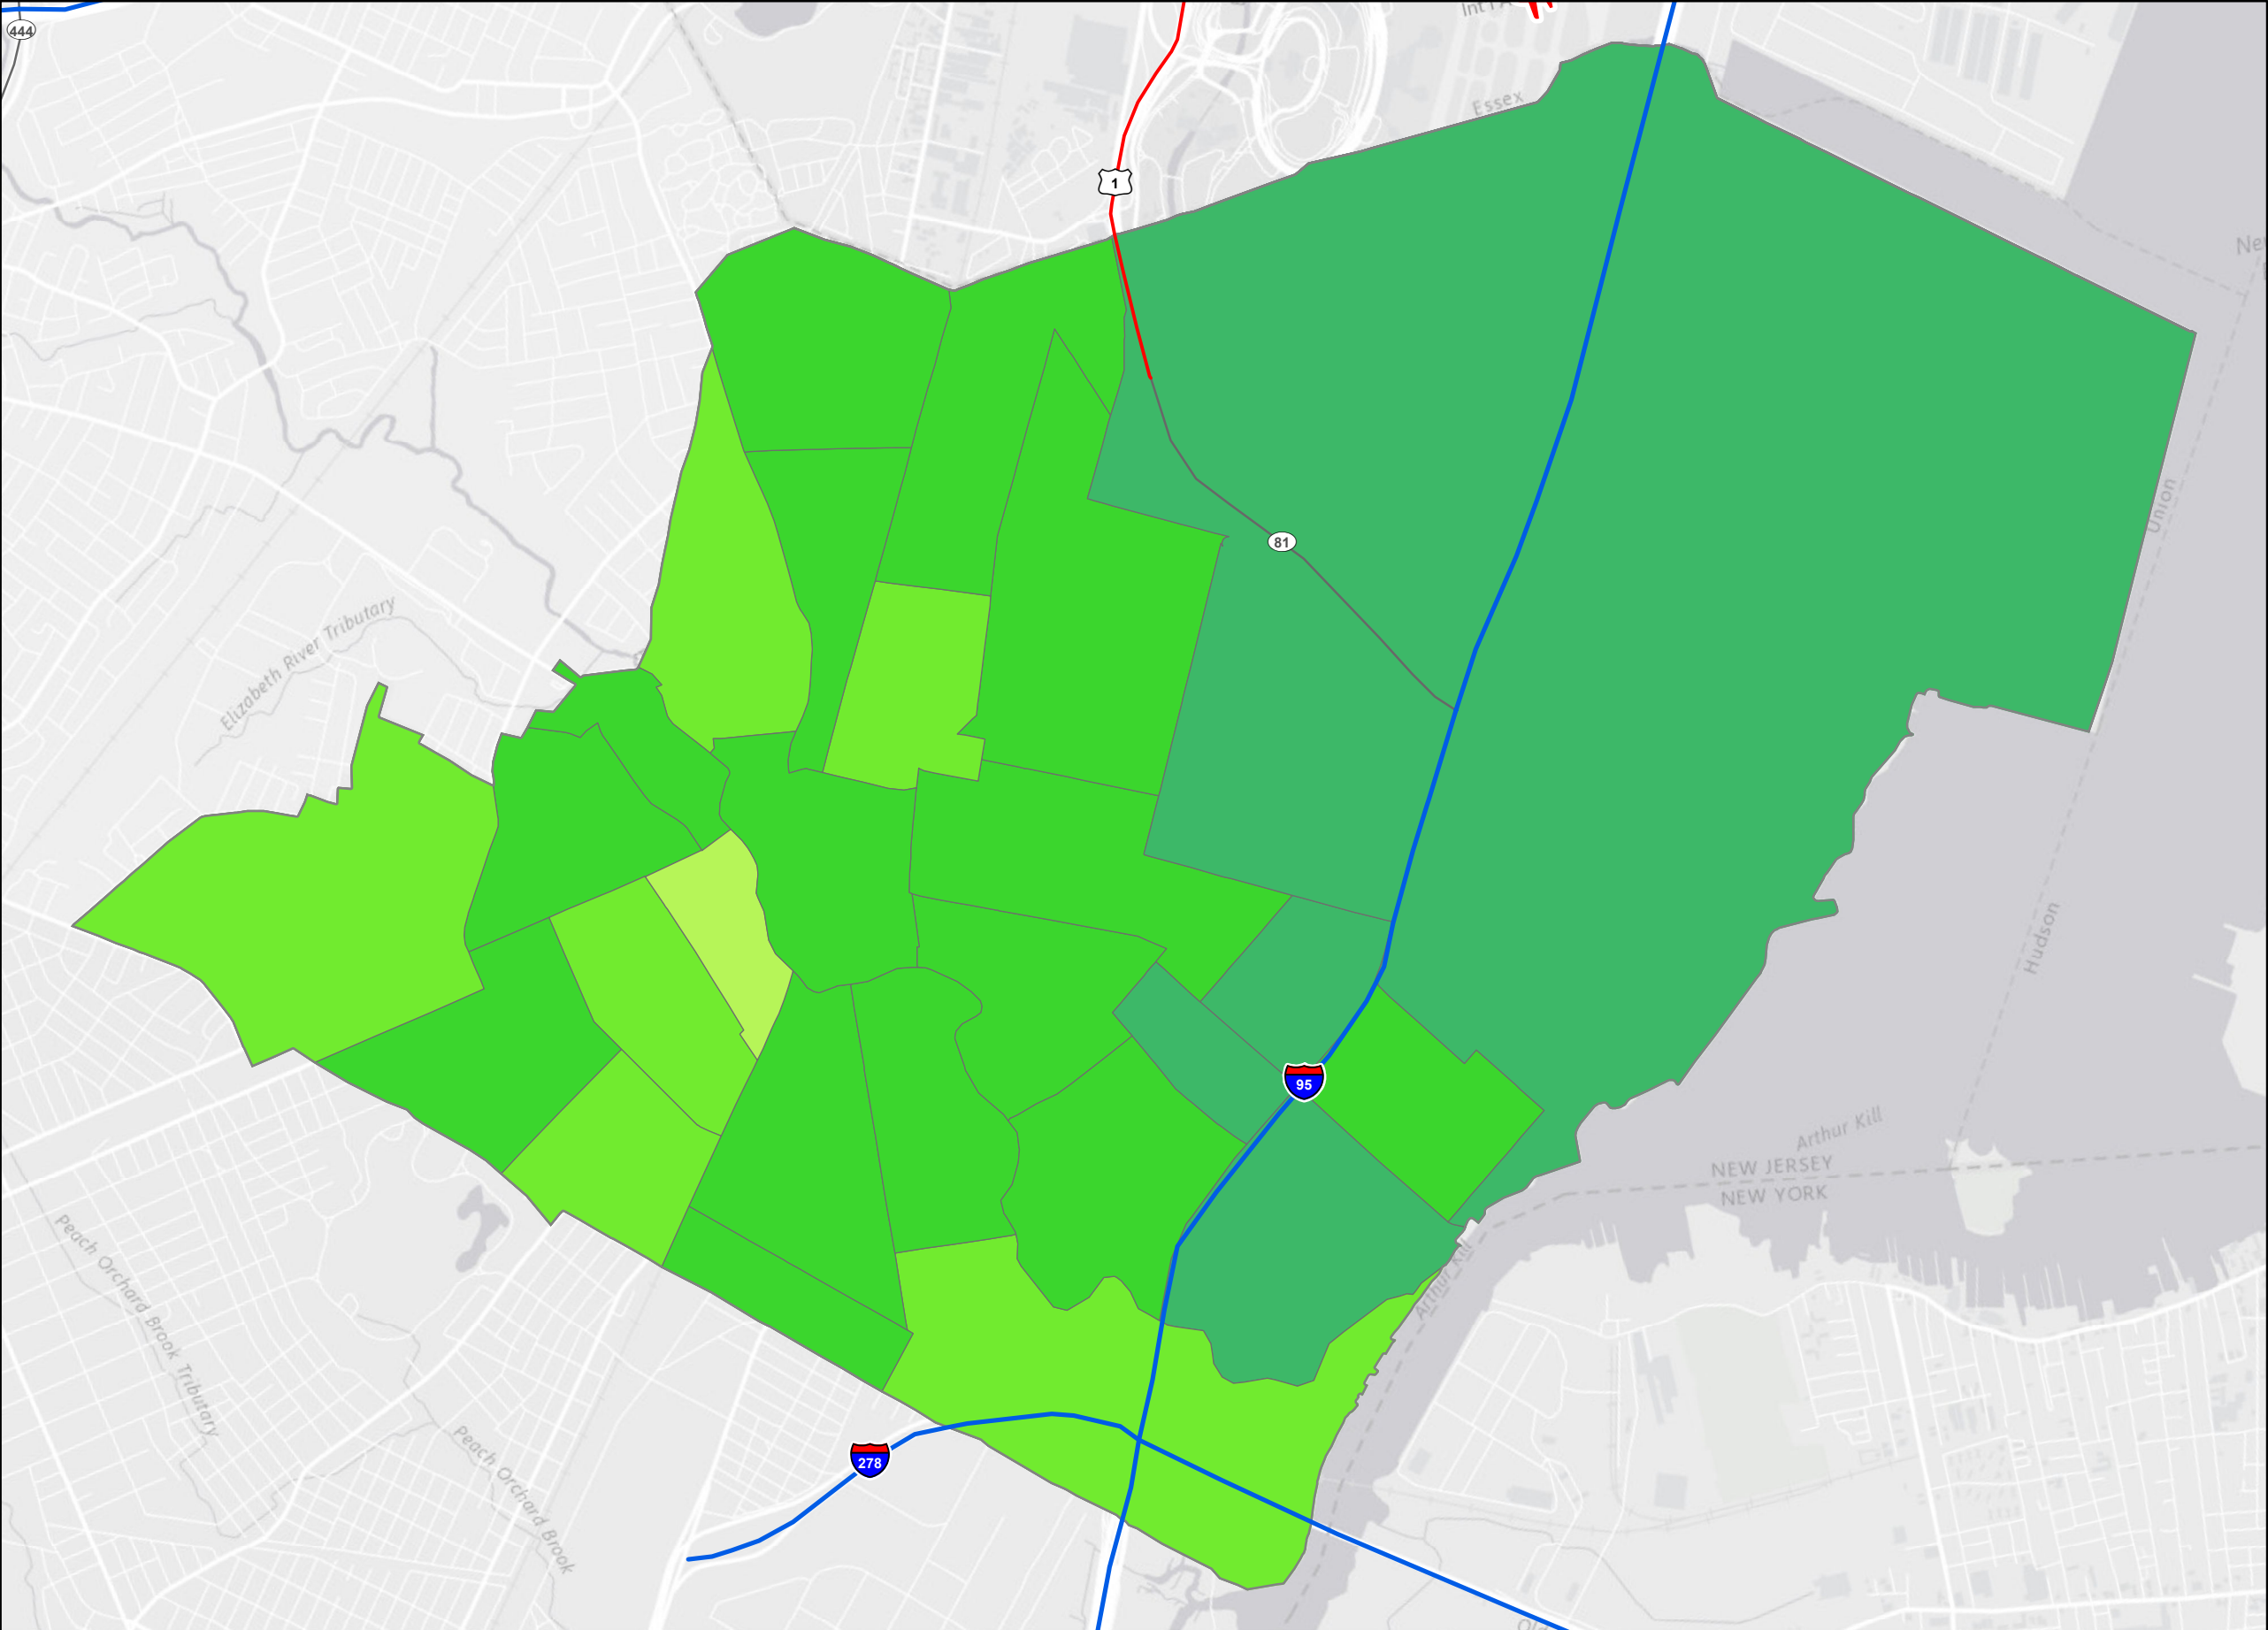 444
Int'l A
Essex
1
Ne
Union
81
Elizabeth River Tributary
Hudson
95
Arthur Kill
NEW JERSEY
NEW YORK
Arthur Kill
Peach Orchard Brook Tributary
Peach Orchard Brook
278
Ol